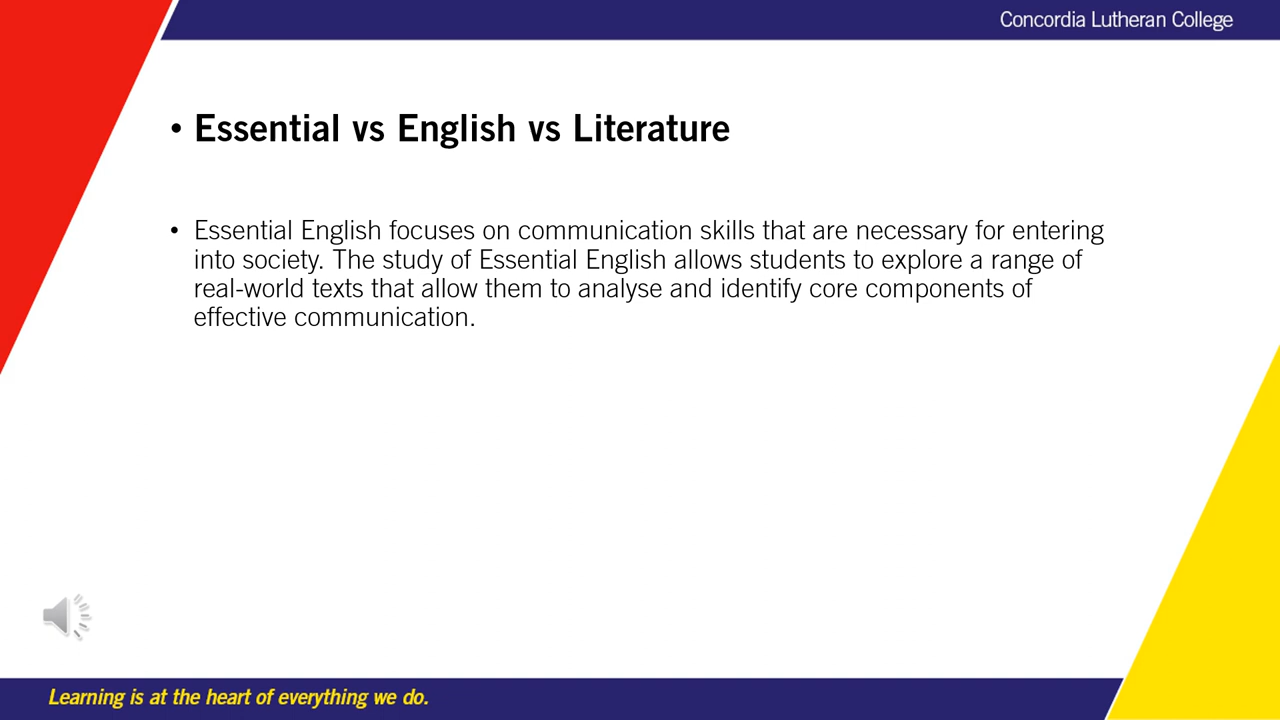 Concordia Lutheran College
• Essential vs English vs Literature
• Essential English focuses on communication skills that are necessary for entering
into society. The study of Essential English allows students to explore a range of
real-world texts that allow them to analyse and identify core components of
effective communication.
Learning is at the heart of everything we do.